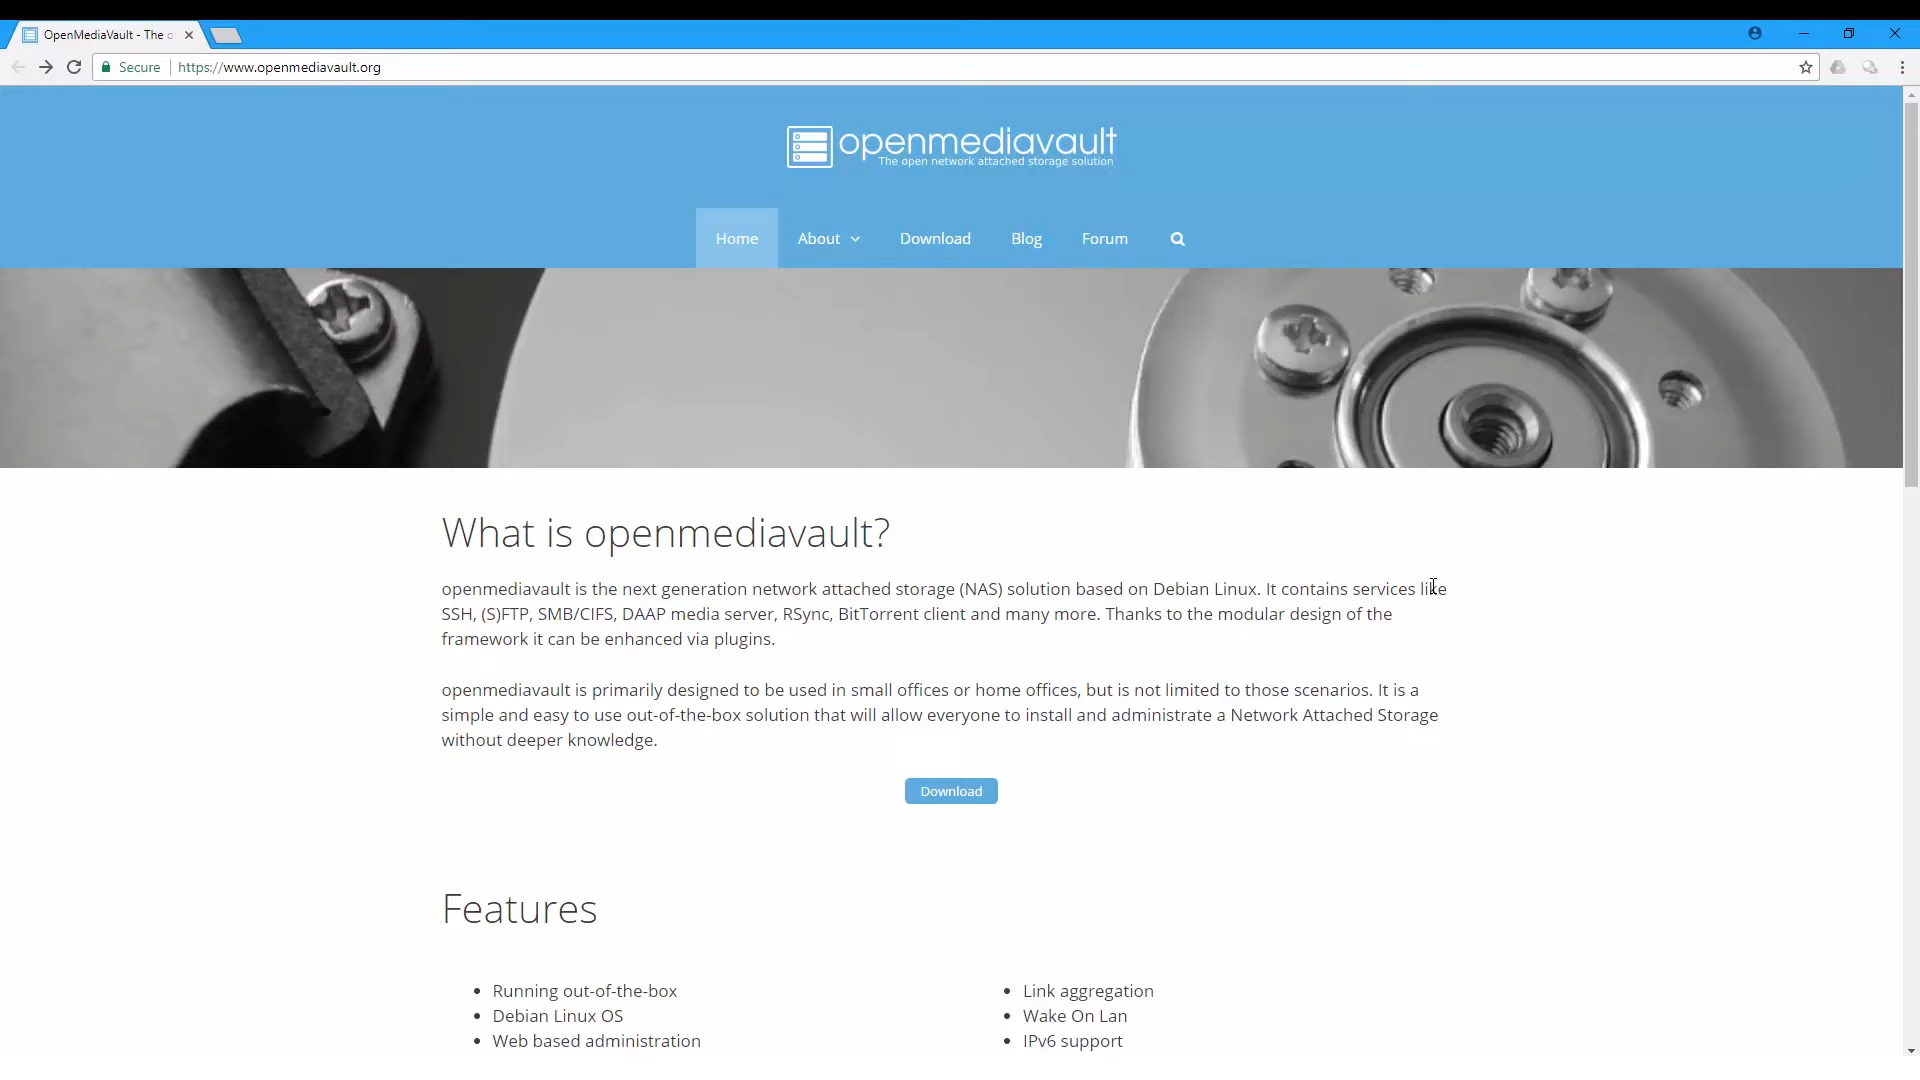 OpenMediaVault - The o
Secure
https://www.openmediavault.org
openmediavault
The open network attached storage solution
Home
About
Download
Blog
Forum
What is openmediavault?
openmediavault is the next generation network attached storage (NAS) solution based on Debian Linux. It contains services like
SSH, (S)FTP, SMB/CIFS, DAAP media server, RSync, BitTorrent client and many more. Thanks to the modular design of the
framework it can be enhanced via plugins.
openmediavault is primarily designed to be used in small offices or home offices, but is not limited to those scenarios. It is a
simple and easy to use out-of-the-box solution that will allow everyone to install and administrate a Network Attached Storage
without deeper knowledge.
Download
Features
• Running out-of-the-box
• Debian Linux OS
• Web based administration
• Link aggregation
• Wake On Lan
• IPv6 support